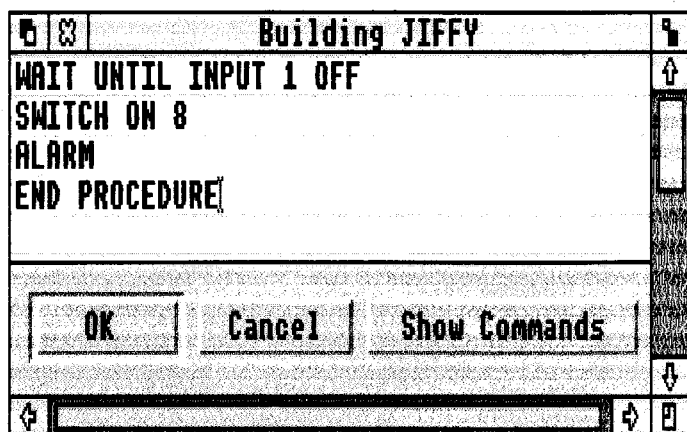 Building JIFFY
WAIT UNTIL INPUT 1 OFF
SWITCH ON 8
ALARM
END PROCEDURE
OK
Cancel
Show Commands